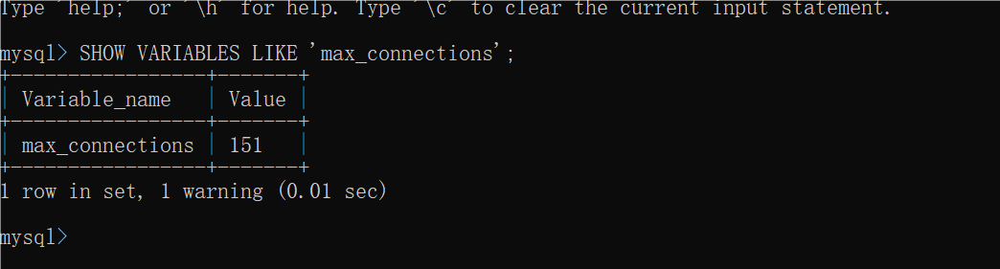 Type 'help;' or '\h' for help. Type '\c' to clear the current input statement.
mysql> SHOW VARIABLES LIKE 'max_connections';
+-----------------+-------+
| Variable_name   | Value |
+-----------------+-------+
| max_connections | 151   |
+-----------------+-------+
1 row in set, 1 warning (0.01 sec)
mysql>